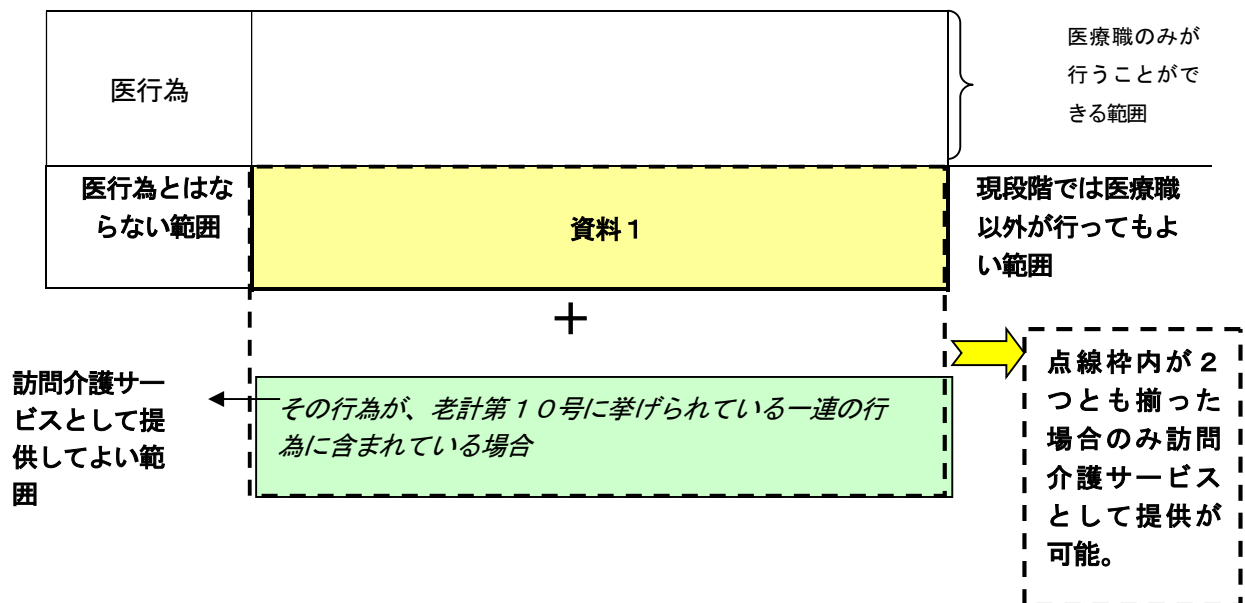 医行為
医療職のみが
行うことがで
きる範囲
医行為とはな
らない範囲
資料1
現段階では医療職
以外が行ってもよ
い範囲
+
訪問介護サー
ビスとして提
供してよい範
囲
その行為が、老計第10号に挙げられている一連の行
為に含まれている場合
点線枠内が2
つとも揃った
場合のみ訪問
介護サービス
として提供が
可能。